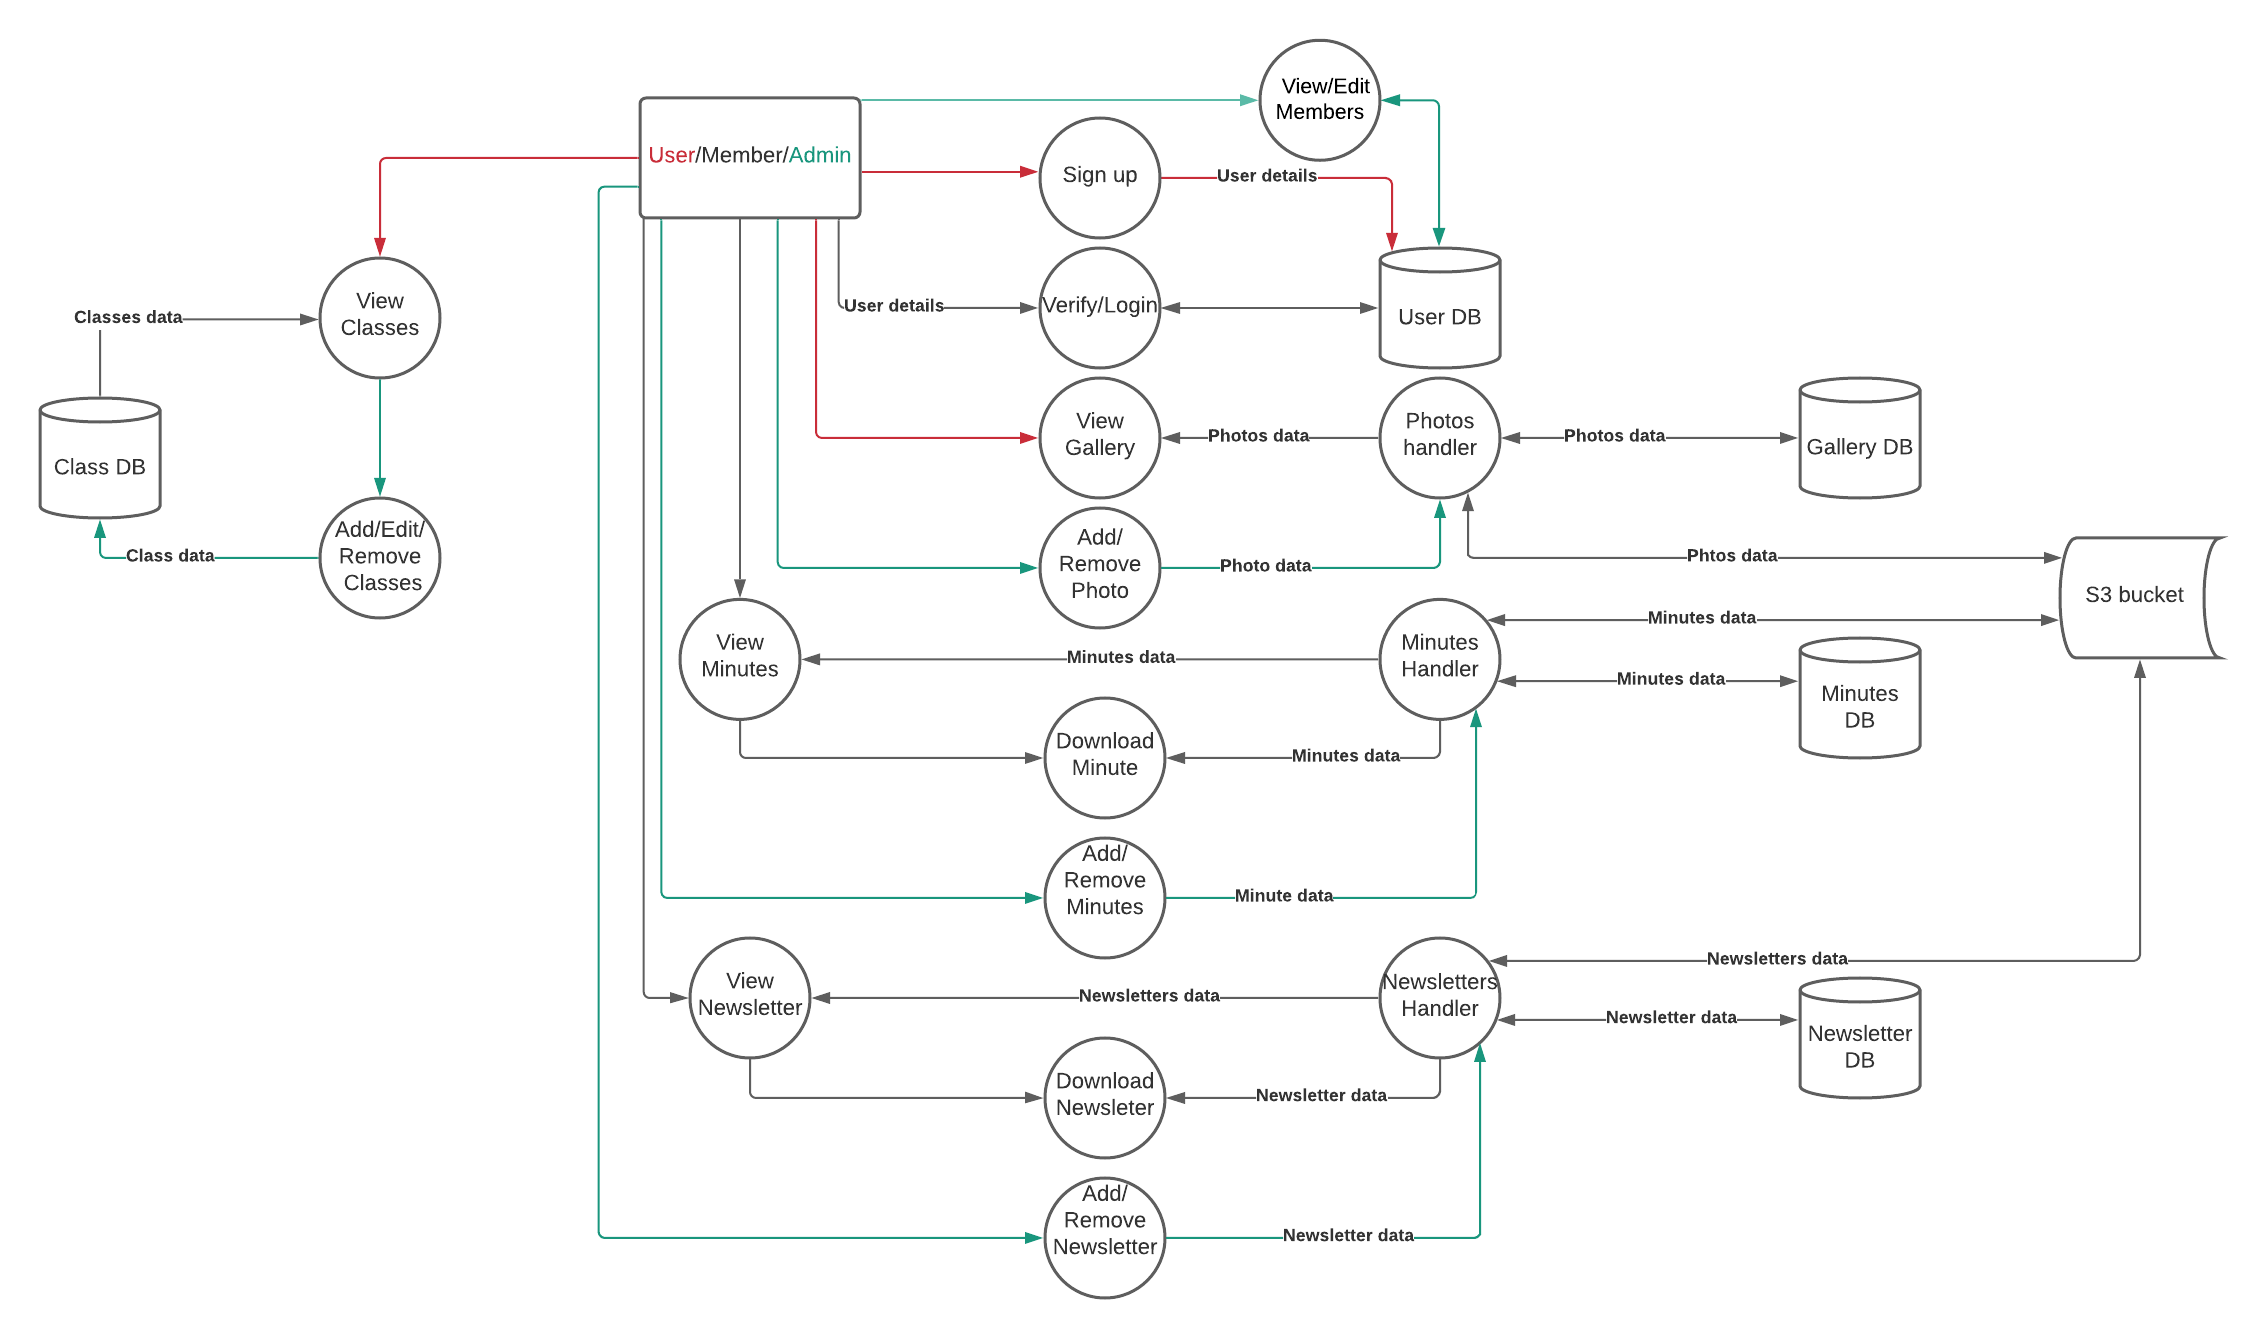 View/Edit
Members
User/Member/Admin
Sign up
User details
View
Classes
Classes data
User details
Verify/Login
User DB
Class DB
View
Gallery
Photos data
Photos
handler
Photos data
Gallery DB
Add/Edit/
Remove
Classes
Class data
Add/
Remove
Photo
Photo data
Phtos data
S3 bucket
View
Minutes
Minutes data
Minutes
Handler
Minutes data
Minutes data
Minutes
DB
Download
Minute
Minutes data
Add/
Remove
Minutes
Minute data
View
Newsletter
Newsletters data
Newsletters
Handler
Newsletters data
Newsletter data
Newsletter
DB
Download
Newsleter
Newsletter data
Add/
Remove
Newsletter
Newsletter data